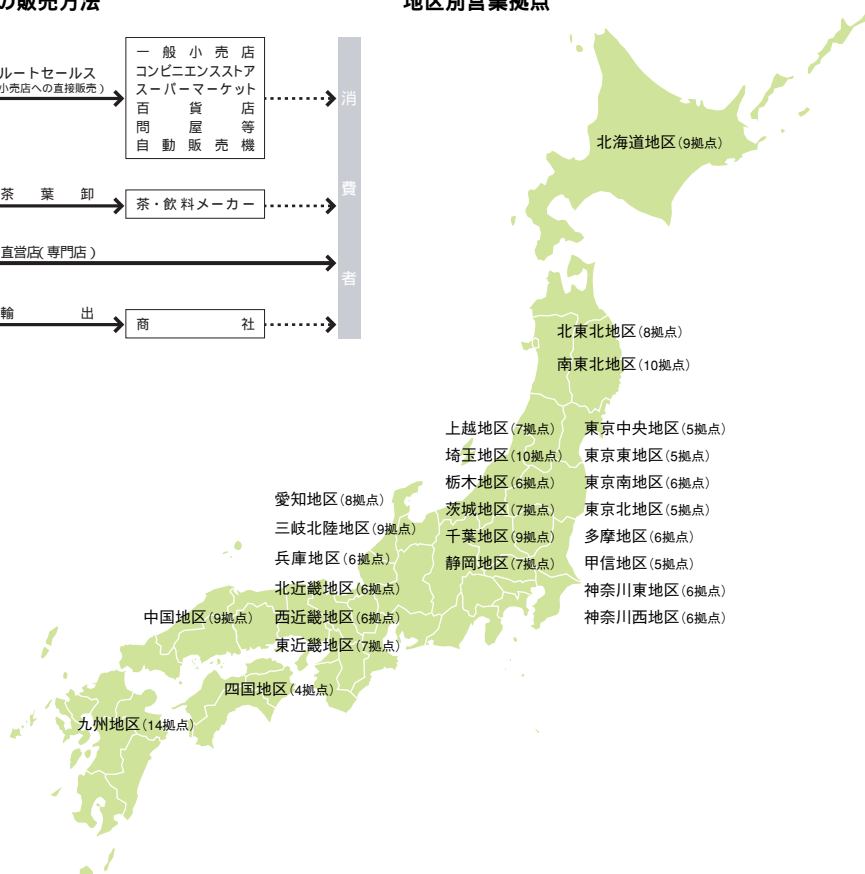 の販売方法
ルートセールス
小売店への直接販売)
一般小売店
コンビニエンスストア
スーパーマーケット
百貨店
問屋等
自動販売機
茶葉卸
茶・飲料メーカー
直営店(専門店)
輸出
商社
消費者
地区別営業拠点
北海道地区(9拠点)
北東北地区(8拠点)
南東北地区(10拠点)
上越地区(7拠点)
埼玉地区(10拠点)
栃木地区(6拠点)
茨城地区(7拠点)
千葉地区(9拠点)
静岡地区(7拠点)
東京中央地区(5拠点)
東京東地区(5拠点)
東京南地区(6拠点)
東京北地区(5拠点)
多摩地区(6拠点)
甲信地区(5拠点)
神奈川東地区(6拠点)
神奈川西地区(6拠点)
愛知地区(8拠点)
三岐北陸地区(9拠点)
兵庫地区(6拠点)
北近畿地区(6拠点)
西近畿地区(6拠点)
東近畿地区(7拠点)
中国地区(9拠点)
四国地区(4拠点)
九州地区(14拠点)